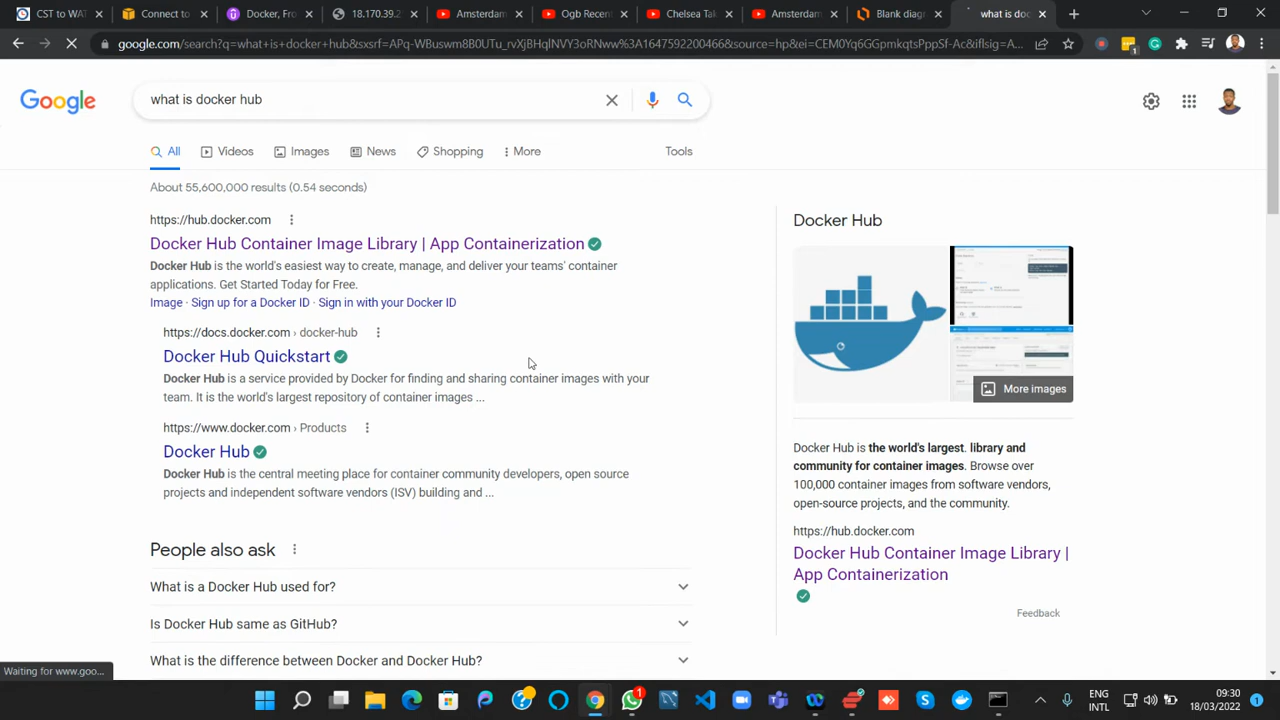 CST to WAT
Connect to
Docker, Fro
18.170.39.2
Amsterdam
Ogb Recen
Chelsea Tal
Amsterdam
Blank diag
what is doc
google.com/search?q=what+is+docker+hub&sxsrf=APq-WBuswm8B0UTu_rvXjBHqlNVY3oRNww%3A1647592200466&source=hp&ei=CEM0Yq6GGpmkqtsPppSf-Ac&iflsig=A...
1
Google
what is docker hub
All
Videos
Images
News
Shopping
More
Tools
About 55,600,000 results (0.54 seconds)
https://hub.docker.com
Docker Hub Container Image Library | App Containerization
Docker Hub is the world's easiest way to create, manage, and deliver your teams' container
applications. Get Started Today for Free.
Image · Sign up for a Docker ID · Sign in with your Docker ID
https://docs.docker.com › docker-hub
Docker Hub Quickstart
Docker Hub is a service provided by Docker for finding and sharing container images with your
team. It is the world's largest repository of container images ...
https://www.docker.com › Products
Docker Hub
Docker Hub is the central meeting place for container community developers, open source
projects and independent software vendors (ISV) building and ...
People also ask
What is a Docker Hub used for?
Is Docker Hub same as GitHub?
What is the difference between Docker and Docker Hub?
Docker Hub
More images
Docker Hub is the world's largest. library and
community for container images. Browse over
100,000 container images from software vendors,
open-source projects, and the community.
https://hub.docker.com
Docker Hub Container Image Library |
App Containerization
Feedback
Waiting for www.goo...
1
ENG
INTL
09:30
18/03/2022
1